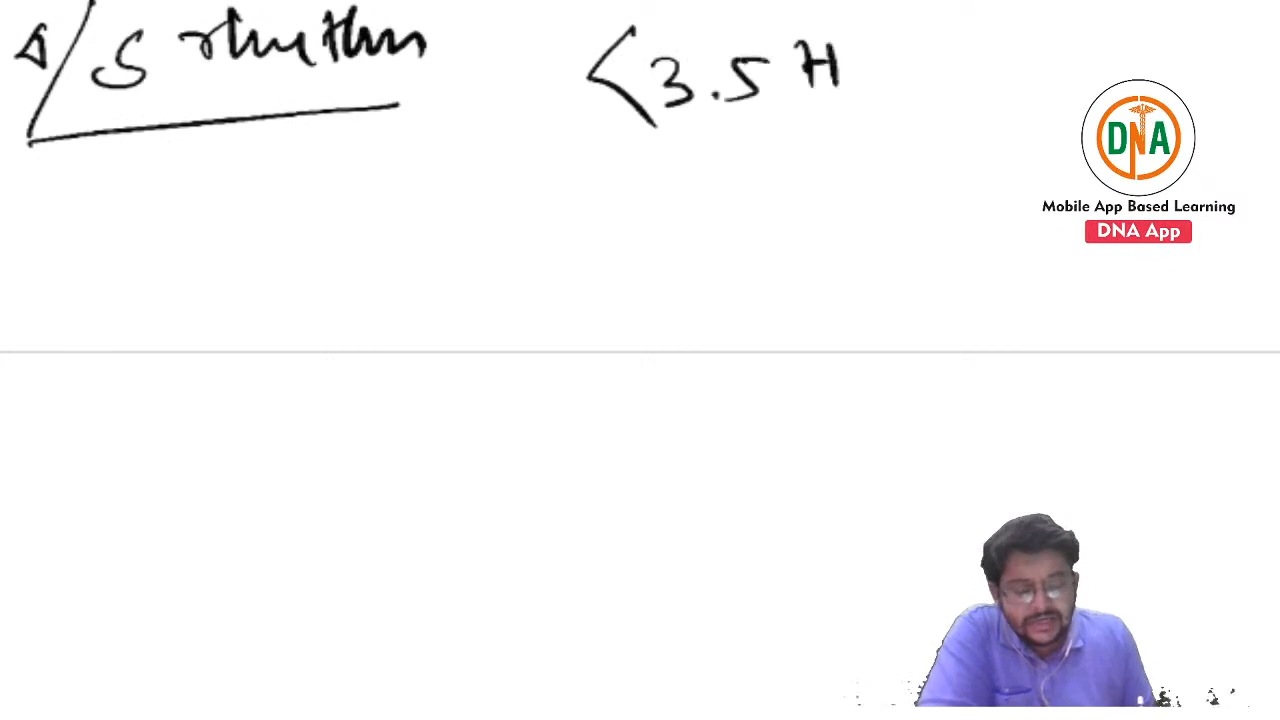 Δ/S rhythm <3.5 H
DNA
Mobile App Based Learning
DNA App